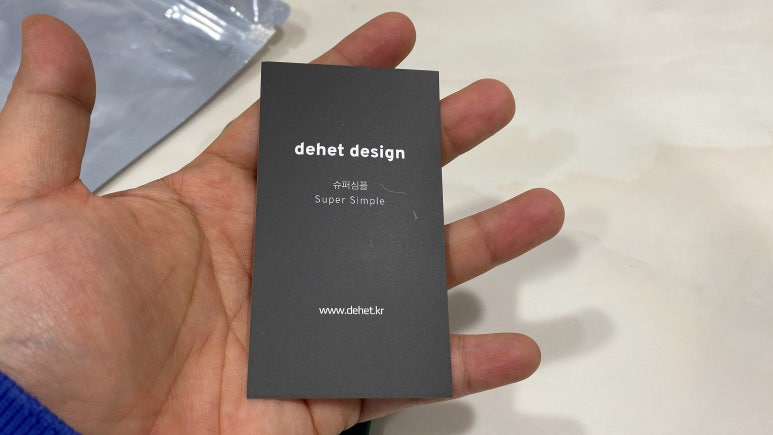 dehet design
슈퍼심플
Super Simple
www.dehet.kr